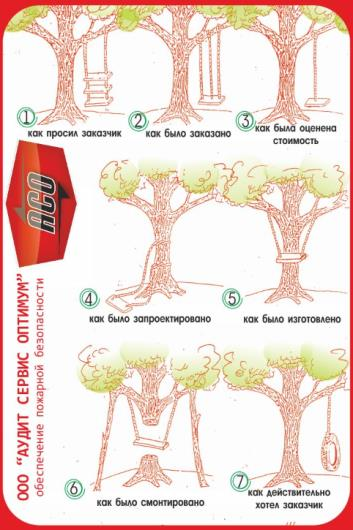 1
как просил заказчик
2
как было заказано
3
как была оценена
стоимость
АСО
ООО "АУДИТ СЕРВИС ОПТИМУМ"
обеспечение пожарной безопасности
4
как было запроектировано
5
как было изготовлено
6
как было смонтировано
7
как действительно
хотел заказчик